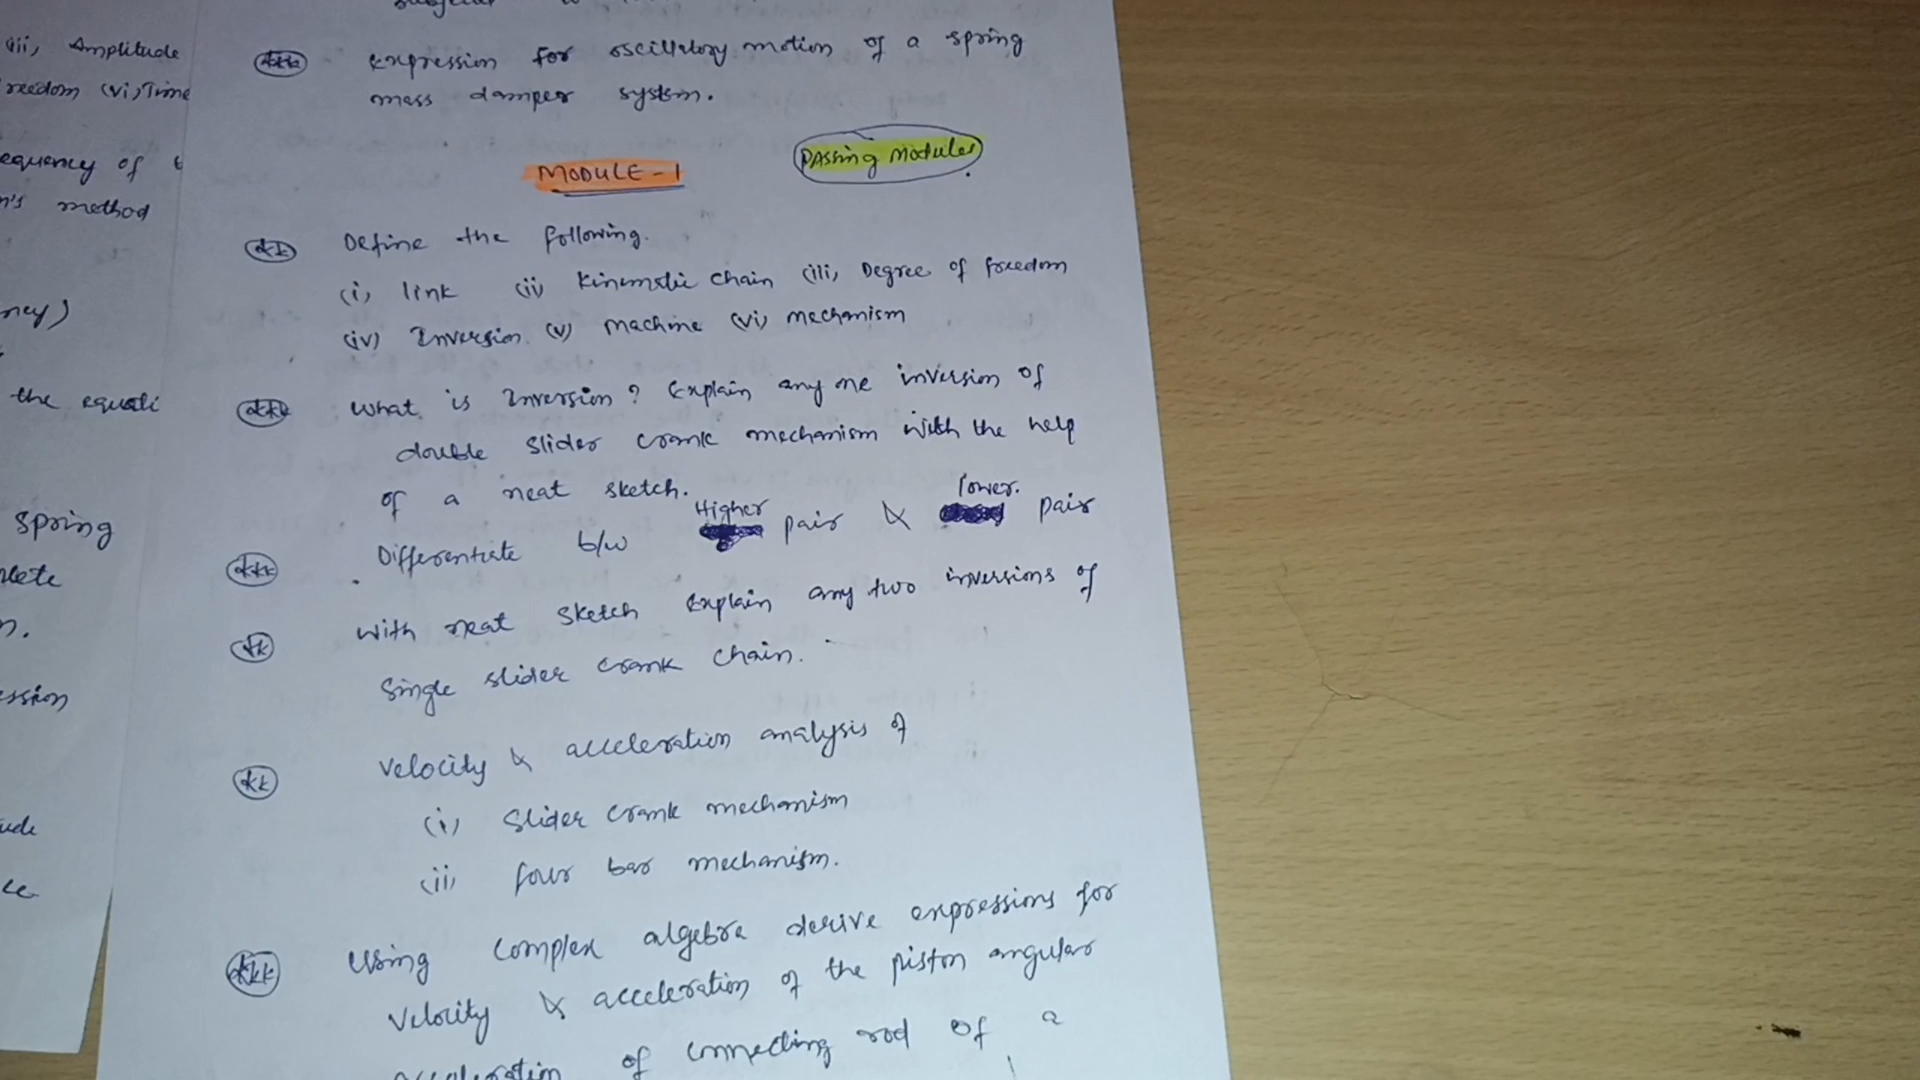 iii, Amplitude
reedom (vi) Time
equency of
n's method
ney)
the equati
spring
n.
ession
Expression for oscillatory motion of a spring
mass damper system.
MODULE - 1
PAssing Modules
Define the following.
(i) link (ii) Kinematic Chain (iii) Degree of freedom
(iv) Inversion (v) Machine (vi) mechanism
What is Inversion? Explain any one inversion of
double slider crank mechanism with the help
of a neat sketch.
Differentiate b/w Higher pair & lower. pair
With neat sketch Explain any two inversions of
Single slider crank chain.
Velocity & acceleration analysis of
(i) Slider crank mechanism
(ii) four bar mechanism.
Using Complex algebra derive expressions for
Velocity & acceleration of the piston angular
acceleration of connecting rod of a